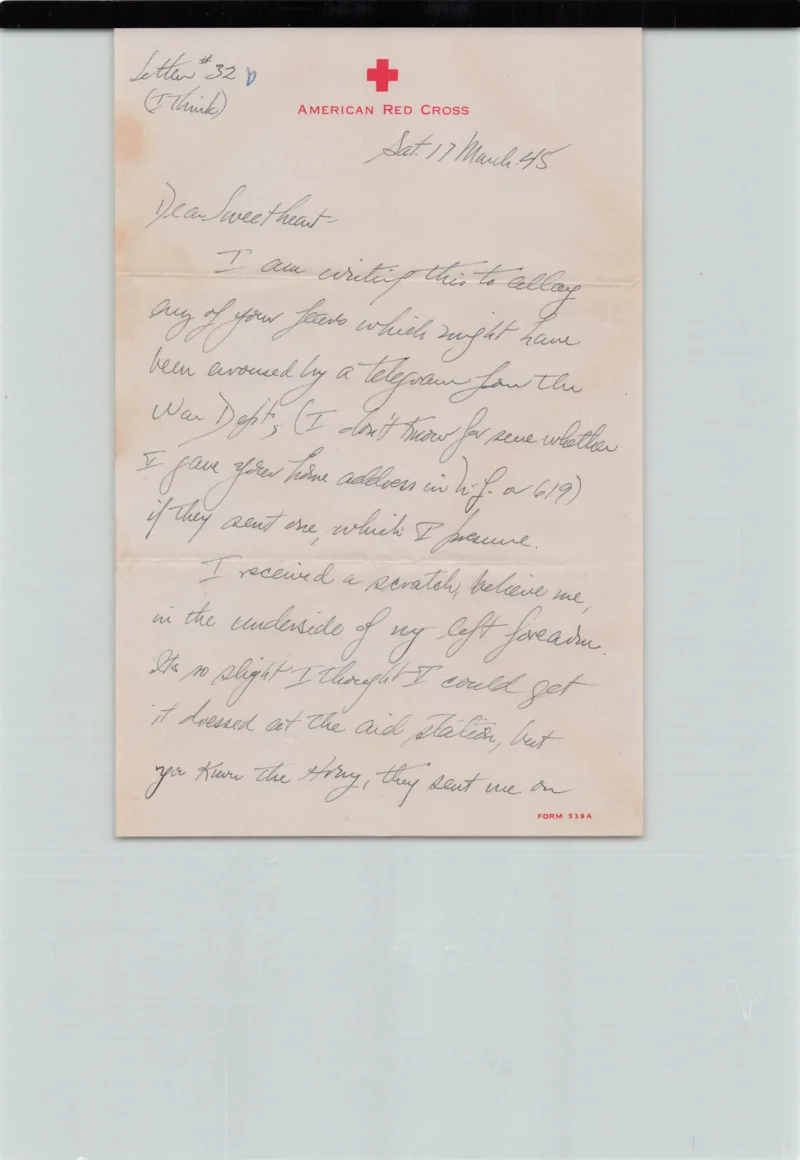 Letter #32 b
(I Think)
AMERICAN RED CROSS
Sat. 17 March. 45
Dear Sweetheart-
I am writing this to allay
any of your fears which might have
been aroused by a telegram from the
War Dept, (I don't know for sure whether
I gave your home address in N.J. or 619)
if they sent one, which I presume.
I received a scratch, believe me,
in the underside of my left forearm.
Its so slight I thought I could get
it dressed at the aid station, but
you know the Army, they sent me on
FORM 539A